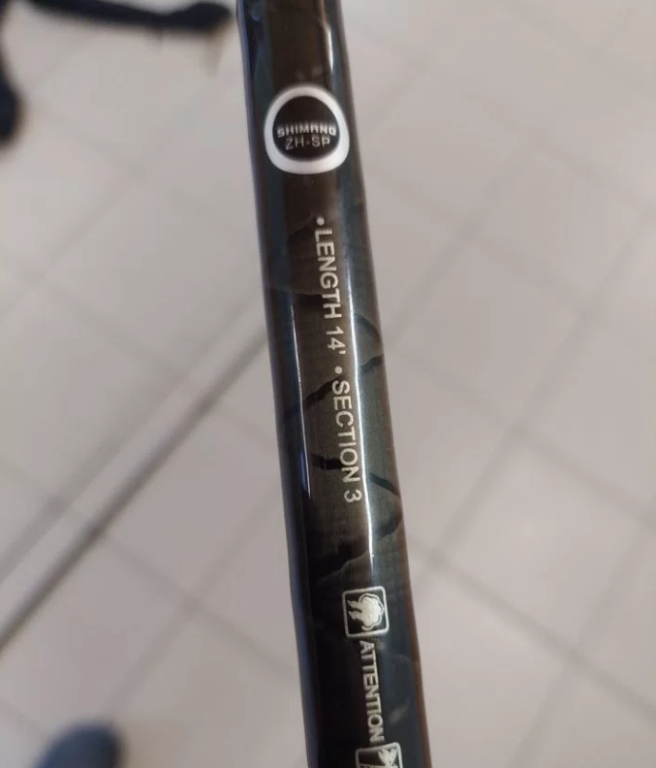 SHIMANO
ZH-SP
•LENGTH 14' •SECTION 3
ATTENTION